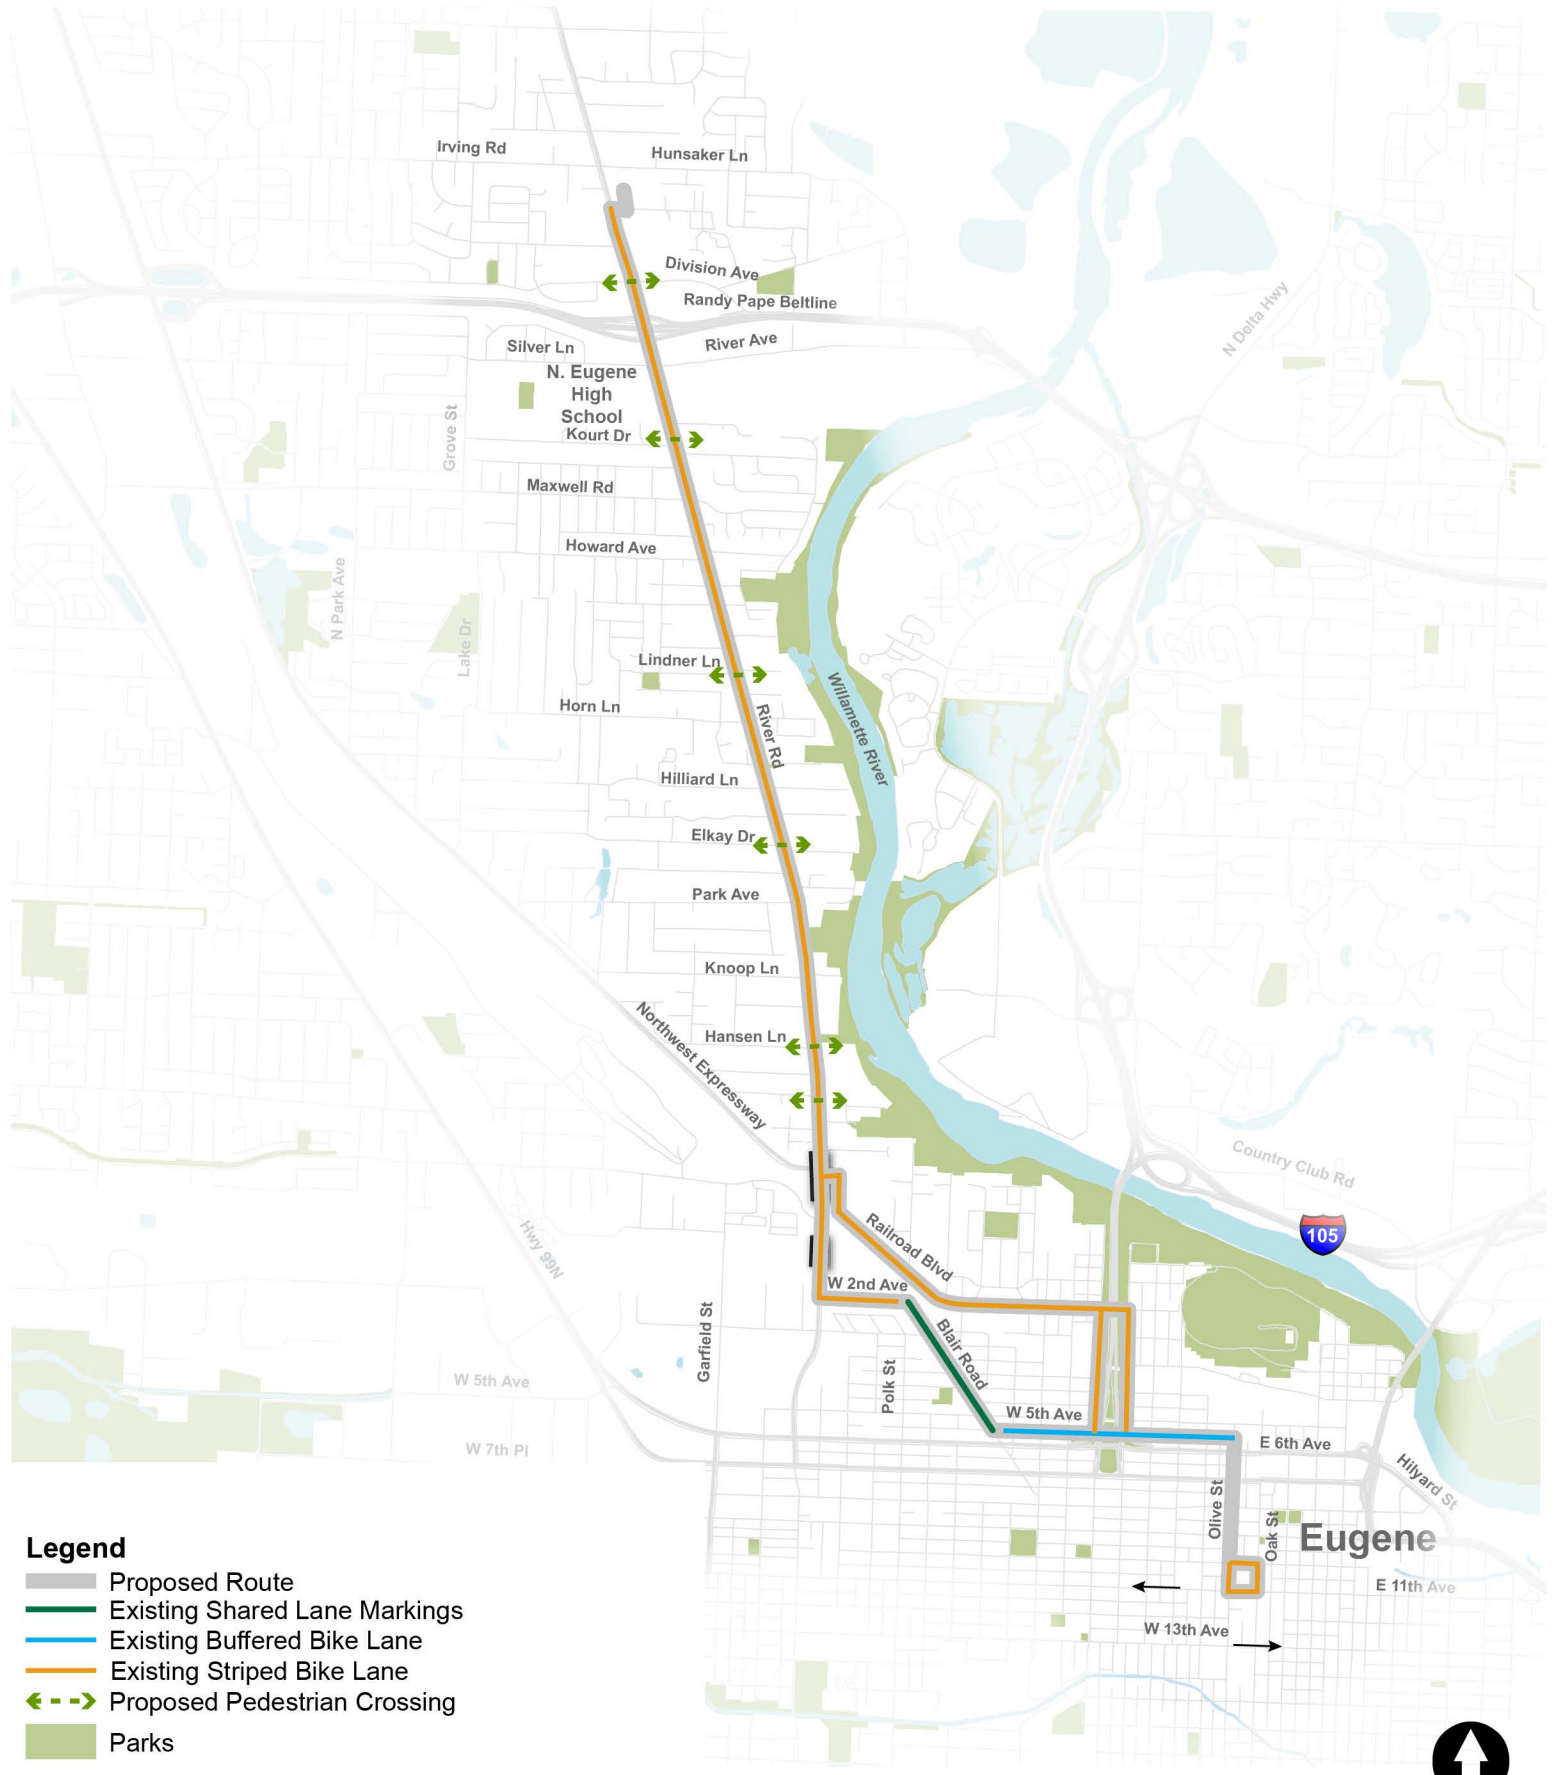 Irving Rd
Hunsaker Ln
Division Ave
Randy Pape Beltline
N Delta Hwy
River Ave
Silver Ln
N. Eugene
High
School
Kourt Dr
Grove St
Maxwell Rd
Howard Ave
N Park Ave
Lake Dr
Lindner Ln
Horn Ln
River Rd
Willamette River
Hilliard Ln
Elkay Dr
Park Ave
Knoop Ln
Northwest Expressway
Hansen Ln
Country Club Rd
105
Hwy 99N
Railroad Blvd
W 2nd Ave
Garfield St
Blair Road
Polk St
W 5th Ave
W 5th Ave
W 7th Pl
E 6th Ave
Hilyard St
Olive St
Oak St
Eugene
E 11th Ave
W 13th Ave
Legend
Proposed Route
Existing Shared Lane Markings
Existing Buffered Bike Lane
Existing Striped Bike Lane
Proposed Pedestrian Crossing
Parks